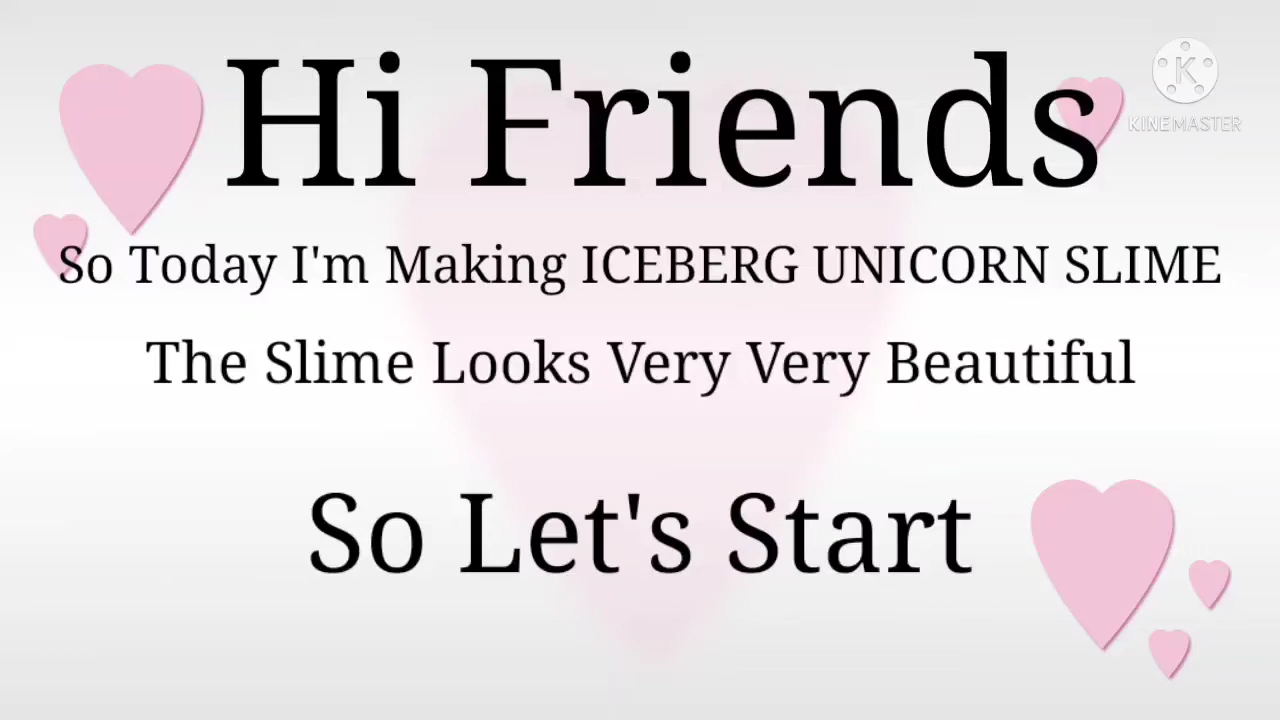 Hi Friends
KINEMASTER
So Today I'm Making ICEBERG UNICORN SLIME
The Slime Looks Very Very Beautiful
So Let's Start